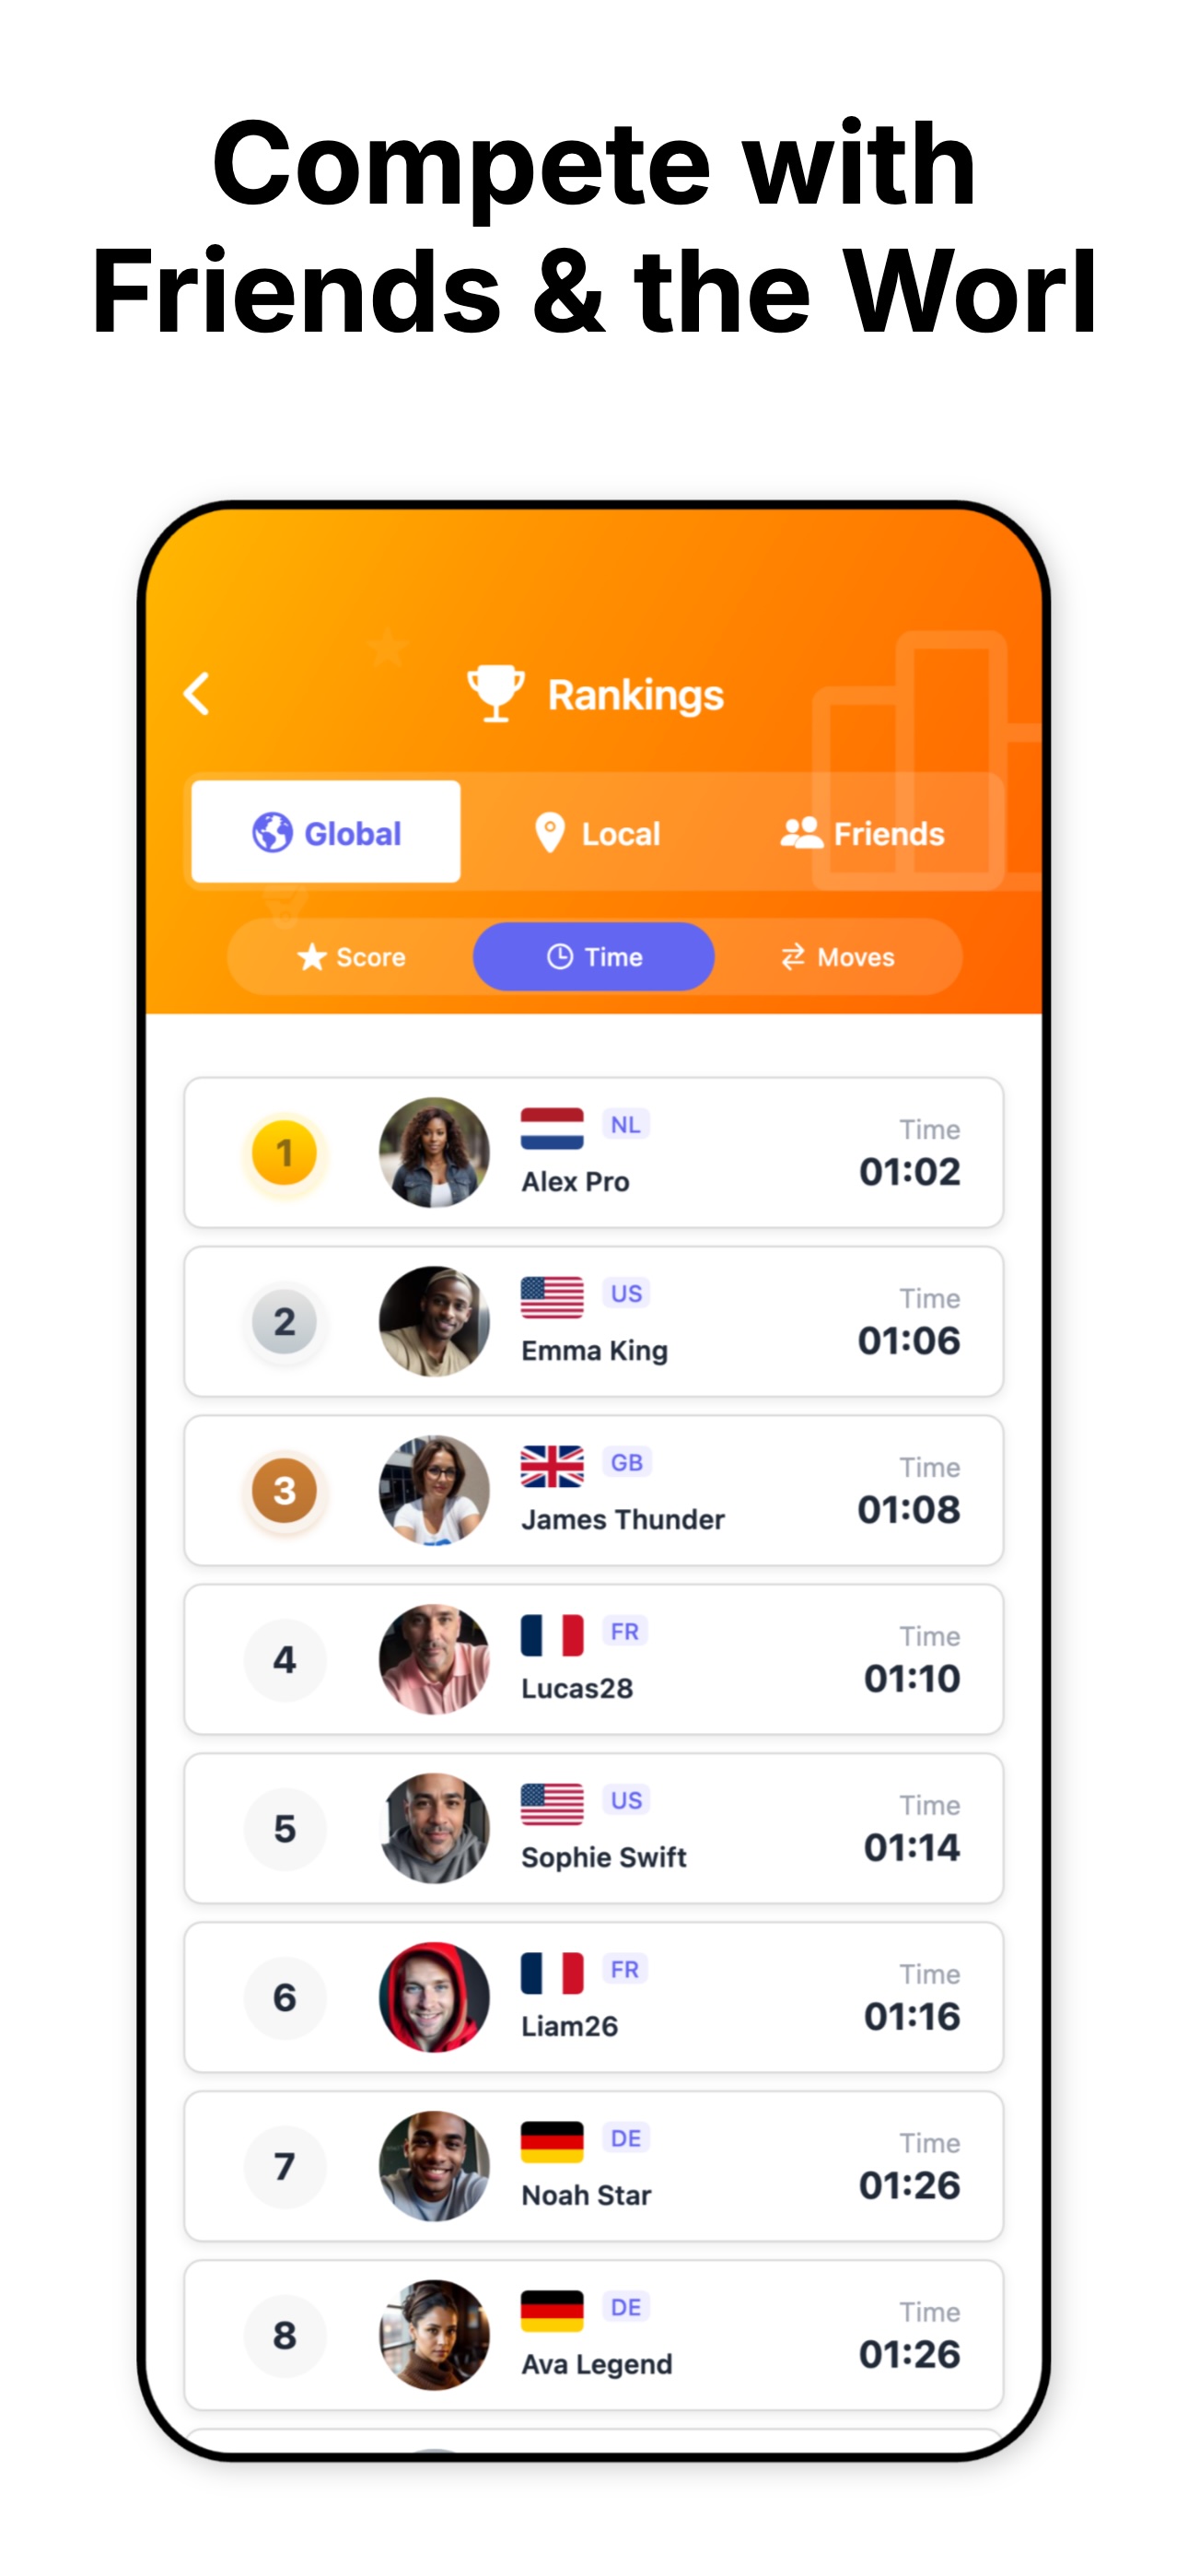 Compete with
Friends & the Worl
Rankings
Global Local Friends
Score Time Moves
1 NL Alex Pro Time 01:02
2 US Emma King Time 01:06
3 GB James Thunder Time 01:08
4 FR Lucas28 Time 01:10
5 US Sophie Swift Time 01:14
6 FR Liam26 Time 01:16
7 DE Noah Star Time 01:26
8 DE Ava Legend Time 01:26